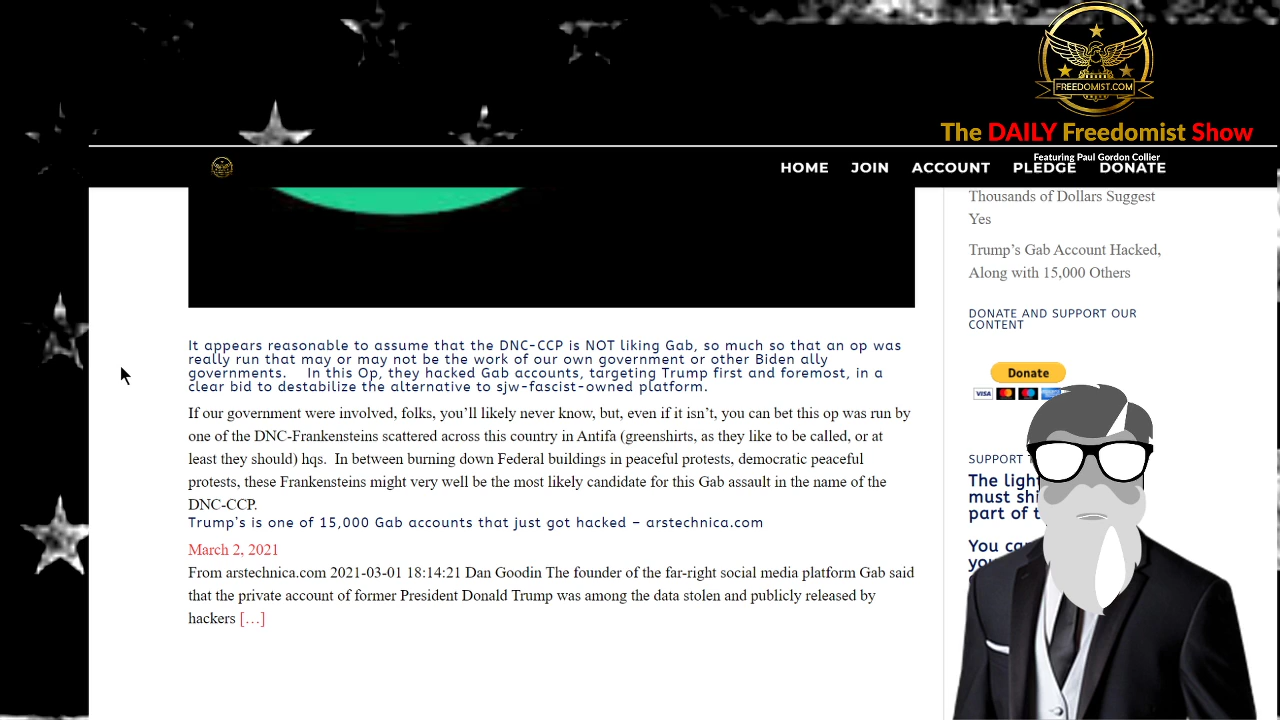 FREEDOMIST.COM
The DAILY Freedomist Show
Featuring Paul Gordon Collier
HOME JOIN ACCOUNT PLEDGE DONATE
Thousands of Dollars Suggest
Yes
Trump's Gab Account Hacked,
Along with 15,000 Others
DONATE AND SUPPORT OUR
CONTENT
Donate
VISA
It appears reasonable to assume that the DNC-CCP is NOT liking Gab, so much so that an op was
really run that may or may not be the work of our own government or other Biden ally
governments. In this Op, they hacked Gab accounts, targeting Trump first and foremost, in a
clear bid to destabilize the alternative to sjw-fascist-owned platform.
If our government were involved, folks, you'll likely never know, but, even if it isn't, you can bet this op was run by
one of the DNC-Frankensteins scattered across this country in Antifa (greenshirts, as they like to be called, or at
least they should) hqs. In between burning down Federal buildings in peaceful protests, democratic peaceful
protests, these Frankensteins might very well be the most likely candidate for this Gab assault in the name of the
DNC-CCP.
Trump's is one of 15,000 Gab accounts that just got hacked – arstechnica.com
March 2, 2021
From arstechnica.com 2021-03-01 18:14:21 Dan Goodin The founder of the far-right social media platform Gab said
that the private account of former President Donald Trump was among the data stolen and publicly released by
hackers […]
SUPPORT
The light
must
part of
You